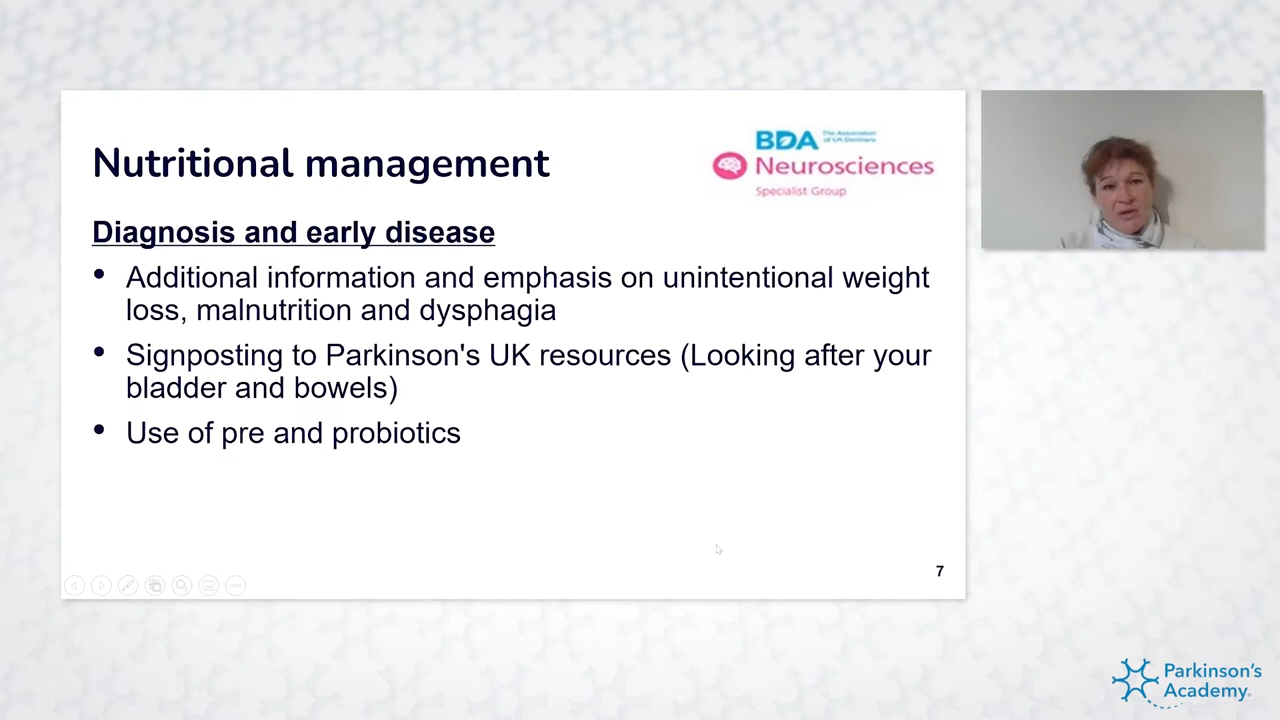 Nutritional management
BDA The Association
of UK Dietitians
Neurosciences
Specialist Group
Diagnosis and early disease
• Additional information and emphasis on unintentional weight
loss, malnutrition and dysphagia
• Signposting to Parkinson's UK resources (Looking after your
bladder and bowels)
• Use of pre and probiotics
7
Parkinson's
Academy